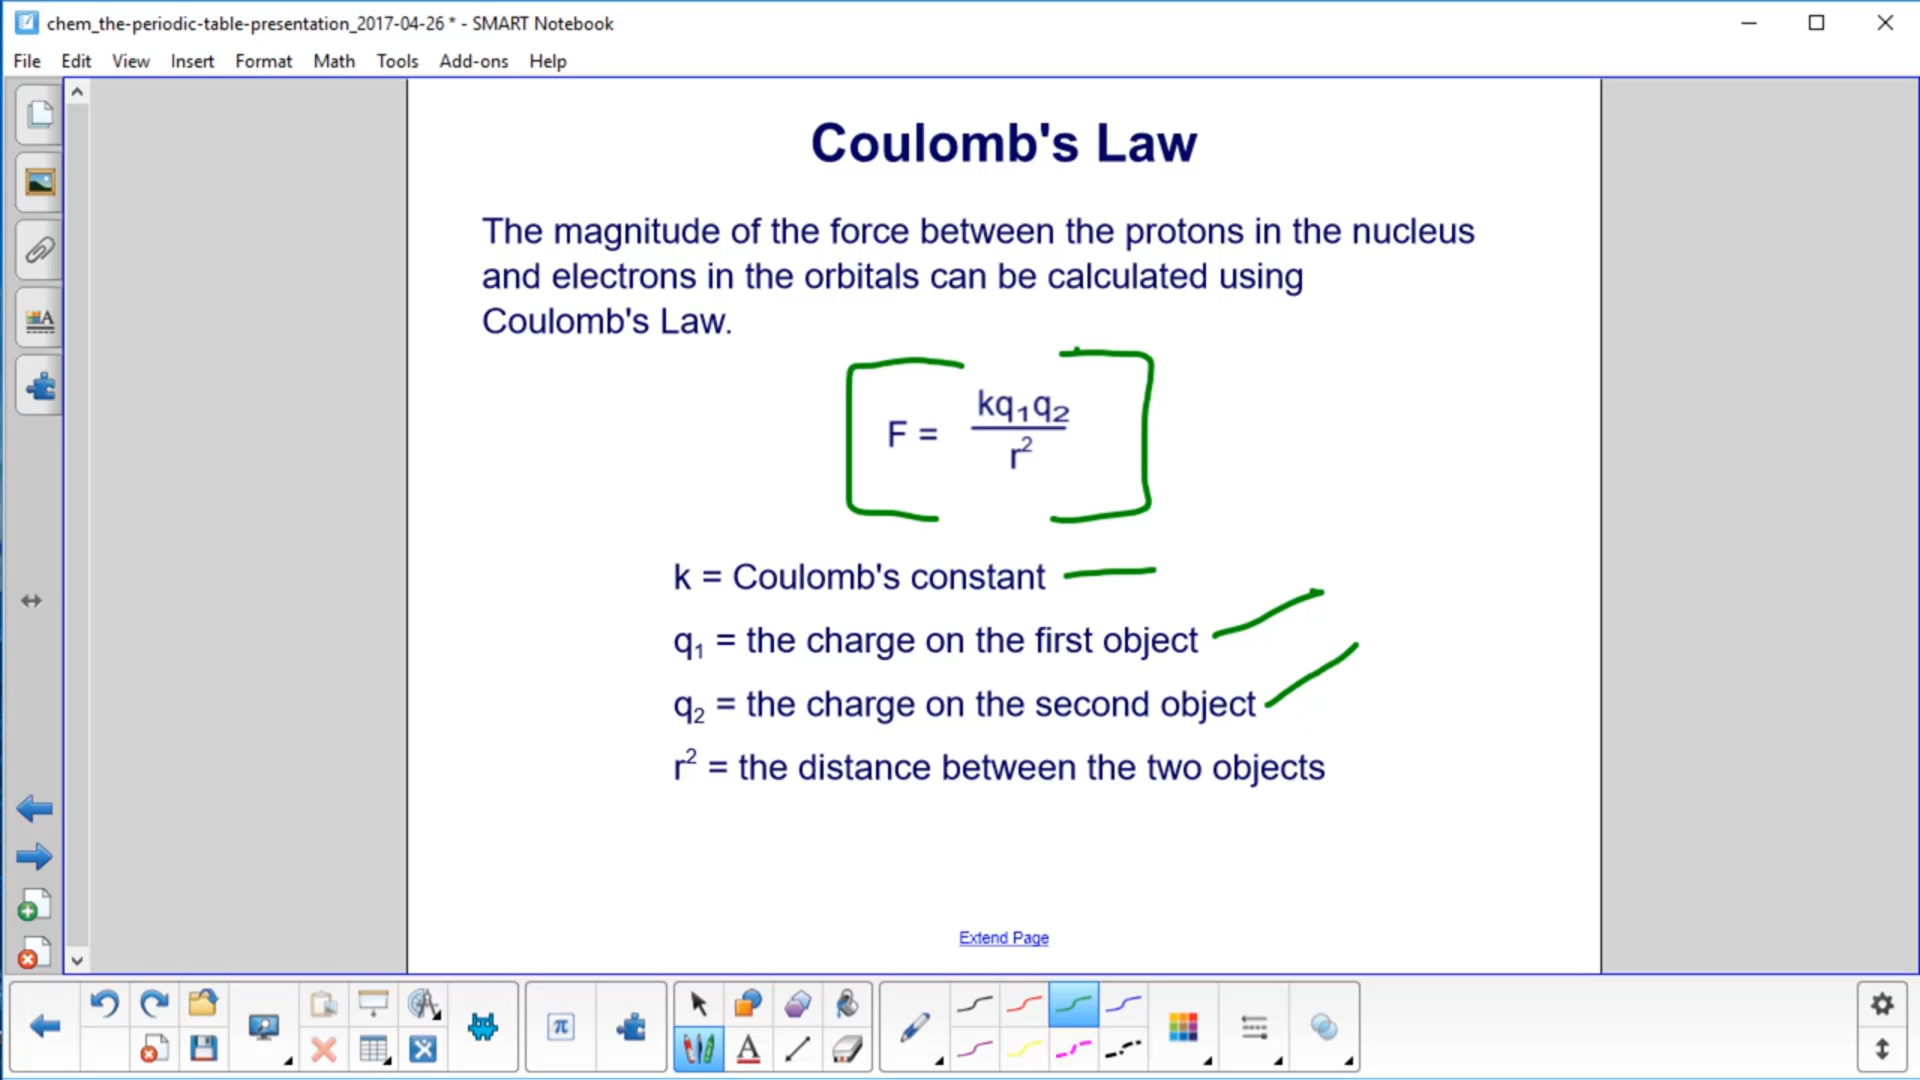 chem_the-periodic-table-presentation_2017-04-26 * - SMART Notebook
File Edit View Insert Format Math Tools Add-ons Help
Coulomb's Law
The magnitude of the force between the protons in the nucleus
and electrons in the orbitals can be calculated using
Coulomb's Law.
F = kq₁q₂ / r²
k = Coulomb's constant
q₁ = the charge on the first object
q₂ = the charge on the second object
r² = the distance between the two objects
Extend Page